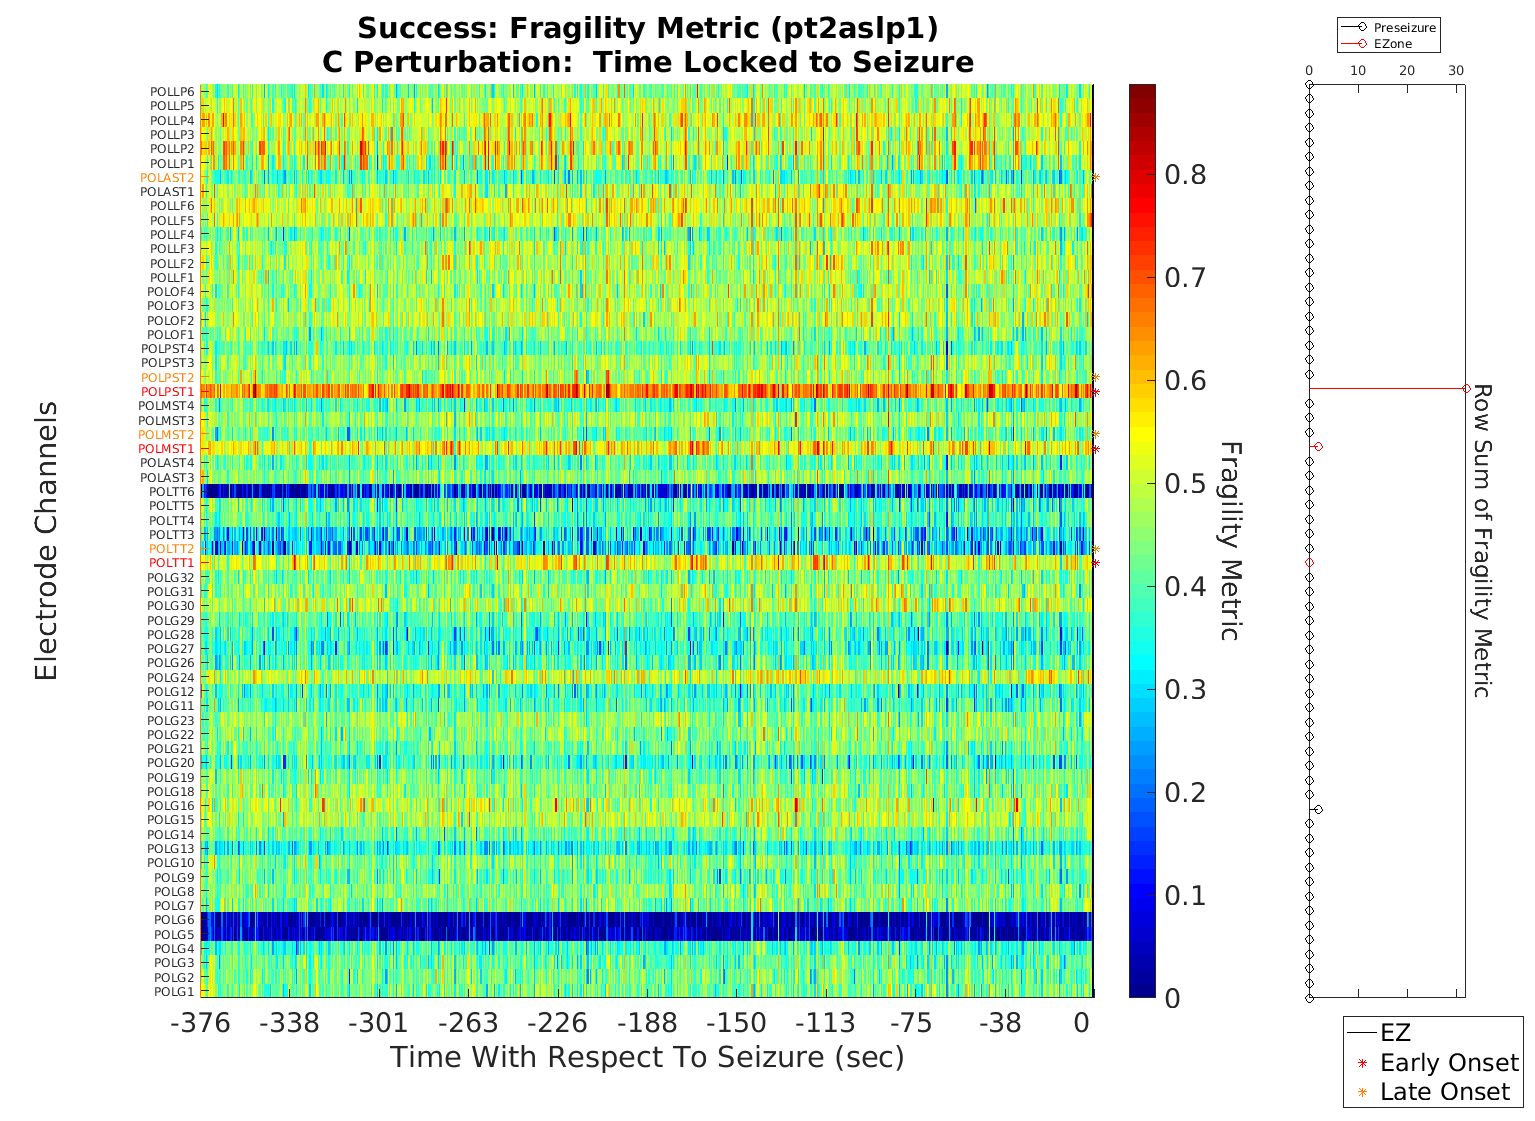 Success: Fragility Metric (pt2aslp1)
C Perturbation:  Time Locked to Seizure
Electrode Channels
POLLP6
POLLP5
POLLP4
POLLP3
POLLP2
POLLP1
POLAST2
POLAST1
POLLF6
POLLF5
POLLF4
POLLF3
POLLF2
POLLF1
POLOF4
POLOF3
POLOF2
POLOF1
POLPST4
POLPST3
POLPST2
POLPST1
POLMST4
POLMST3
POLMST2
POLMST1
POLAST4
POLAST3
POLTT6
POLTT5
POLTT4
POLTT3
POLTT2
POLTT1
POLG32
POLG31
POLG30
POLG29
POLG28
POLG27
POLG26
POLG24
POLG12
POLG11
POLG23
POLG22
POLG21
POLG20
POLG19
POLG18
POLG16
POLG15
POLG14
POLG13
POLG10
POLG9
POLG8
POLG7
POLG6
POLG5
POLG4
POLG3
POLG2
POLG1
-376 -338 -301 -263 -226 -188 -150 -113 -75 -38 0
Time With Respect To Seizure (sec)
0.8
0.7
0.6
0.5
0.4
0.3
0.2
0.1
0
Fragility Metric
Preseizure
EZone
0 10 20 30
Row Sum of Fragility Metric
EZ
Early Onset
Late Onset